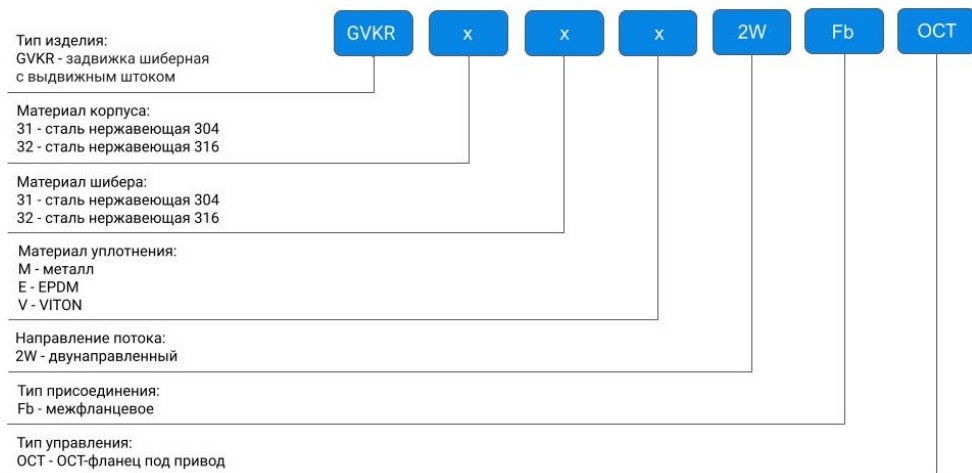 GVKR x x x 2W Fb OCT
Тип изделия:
GVKR - задвижка шиберная
с выдвижным штоком
Материал корпуса:
31 - сталь нержавеющая 304
32 - сталь нержавеющая 316
Материал шибера:
31 - сталь нержавеющая 304
32 - сталь нержавеющая 316
Материал уплотнения:
M - металл
E - EPDM
V - VITON
Направление потока:
2W - двунаправленный
Тип присоединения:
Fb - межфланцевое
Тип управления:
OCT - ОСТ-фланец под привод